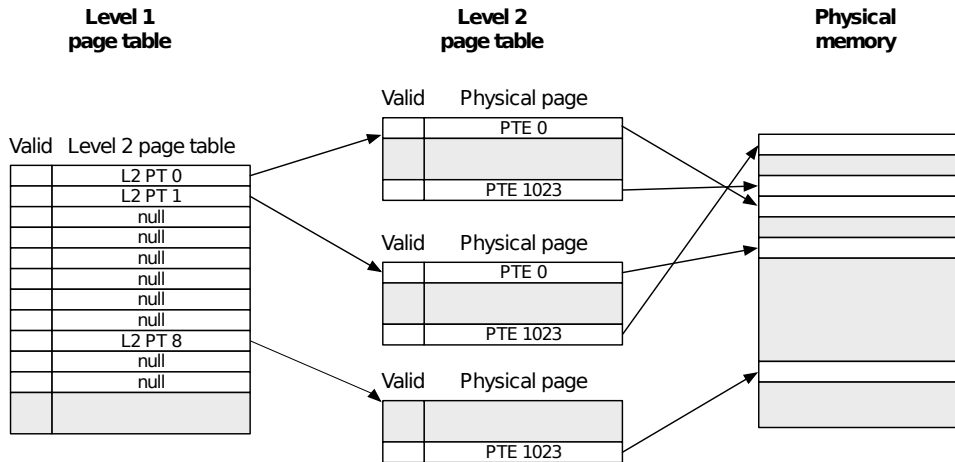 Level 1
page table
Level 2
page table
Physical
memory
Valid Level 2 page table
L2 PT 0
L2 PT 1
null
null
null
null
null
null
L2 PT 8
null
null
Valid Physical page
PTE 0
PTE 1023
Valid Physical page
PTE 0
PTE 1023
Valid Physical page
PTE 1023